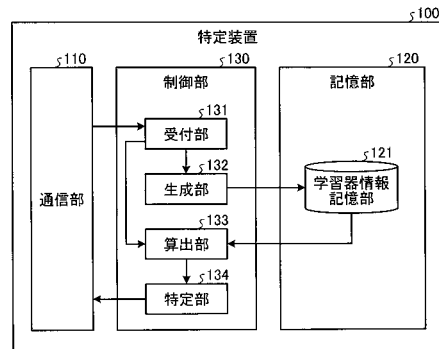 100
特定装置
110
通信部
130
制御部
131
受付部
132
生成部
133
算出部
134
特定部
120
記憶部
121
学習器情報
記憶部